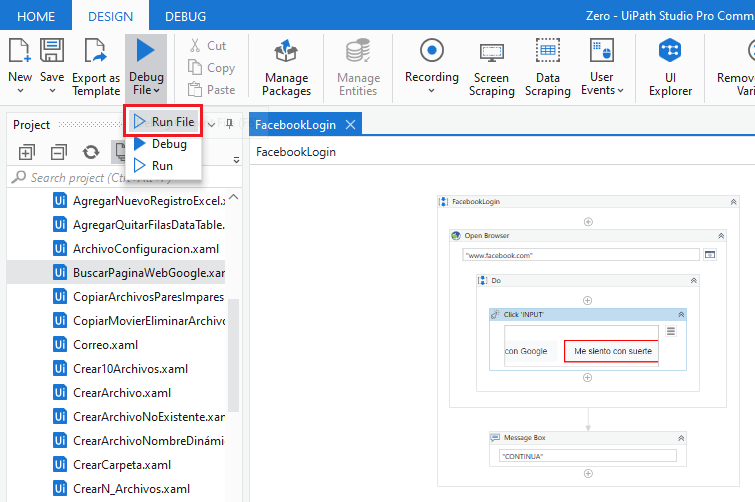 HOME DESIGN DEBUG Zero - UiPath Studio Pro Comm
New Save Export as Template Debug File Cut Copy Paste Manage Packages Manage Entities Recording Screen Scraping Data Scraping User Events UI Explorer Remove Vari
Run File
Debug
Run
Project
Search project (Ctrl
AgregarNuevoRegistroExcel.x
AgregarQuitarFilasDataTable.
ArchivoConfiguracion.xaml
BuscarPaginaWebGoogle.xam
CopiarArchivosParesImpares
CopiarMovierEliminarArchivo
Correo.xaml
Crear10Archivos.xaml
CrearArchivo.xaml
CrearArchivoNoExistente.xam
CrearArchivoNombreDinámi
CrearCarpeta.xaml
CrearN_Archivos.xaml
FacebookLogin
FacebookLogin
FacebookLogin
Open Browser
"www.facebook.com"
Do
Click 'INPUT'
con Google Me siento con suerte
Message Box
"CONTINUA"